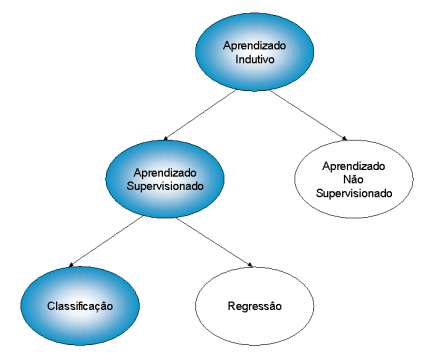 Aprendizado
Indutivo
Aprendizado
Supervisionado
Aprendizado
Não
Supervisionado
Classificação
Regressão